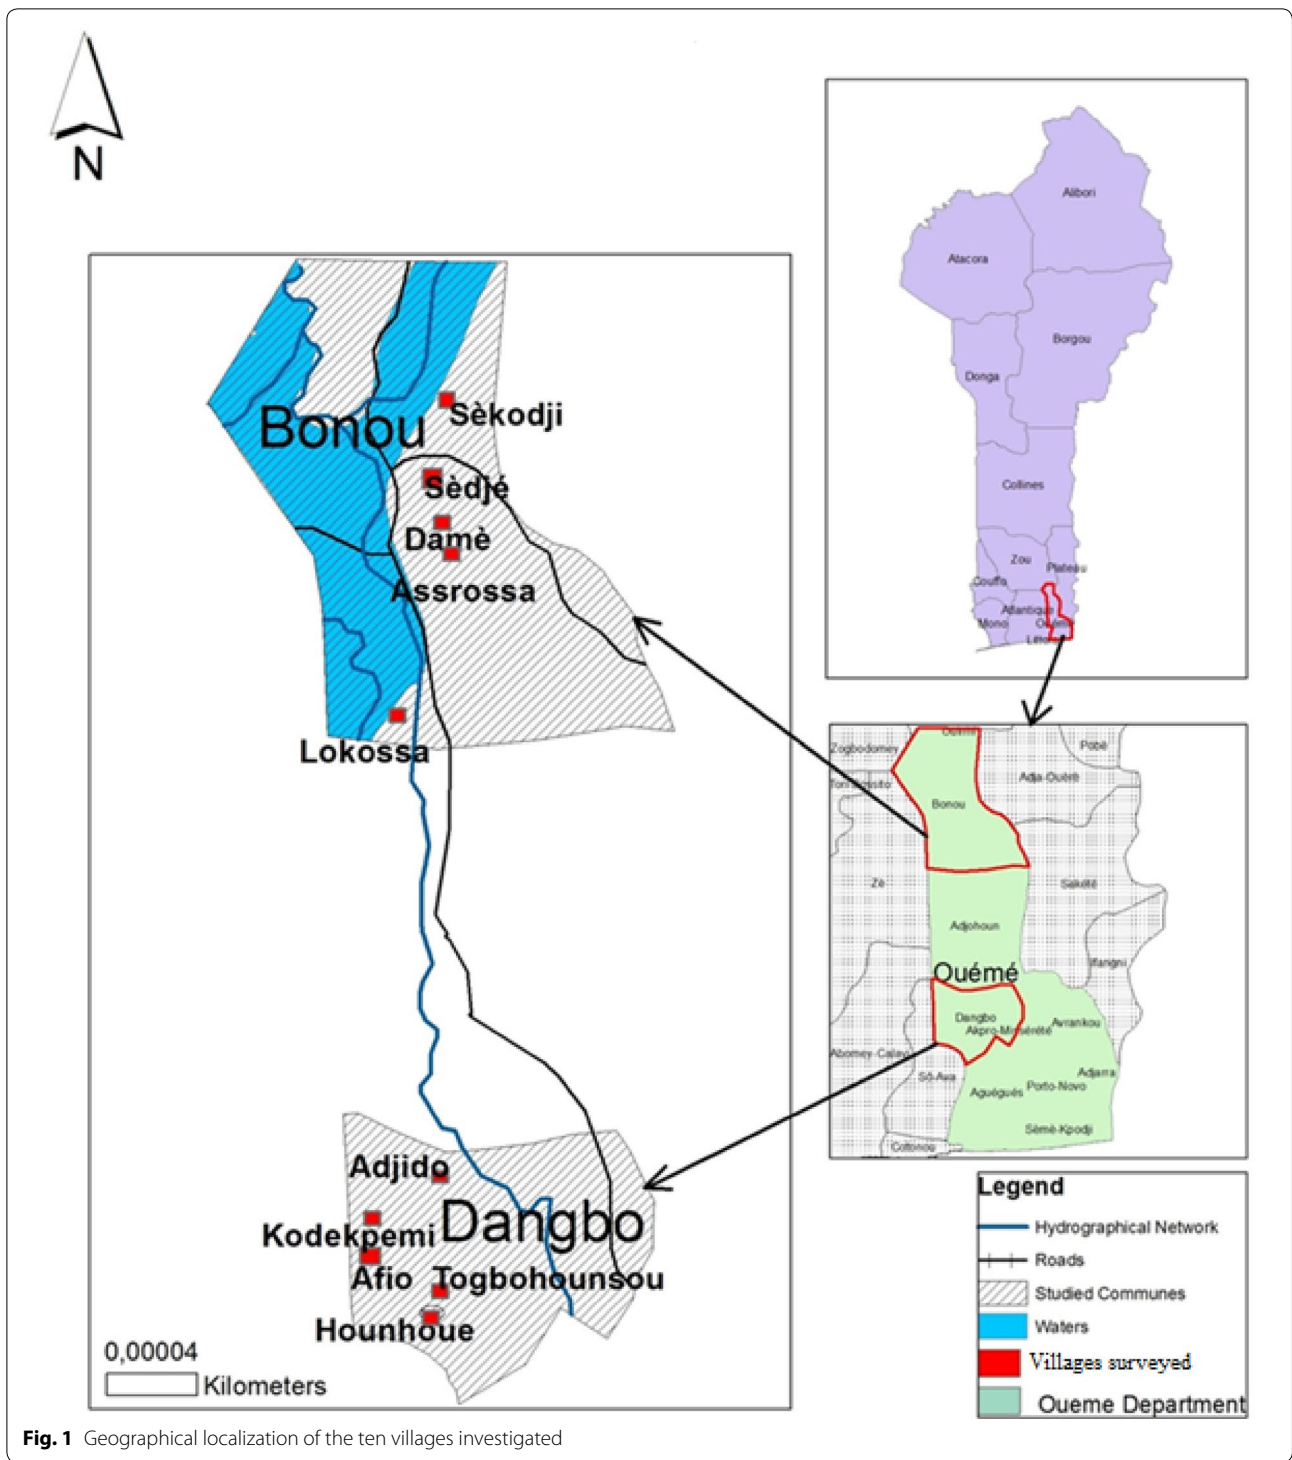 N
Alibori
Atacora
Borgou
Donga
Collines
Zou
Plateau
Couffo
Atlantique
Mono
Bonou
Sèkodji
Sèdjé
Damè
Assrossa
Lokossa
Adjido
Dangbo
Kodekpemi
Afio
Togbohounsou
Hounhoue
0,00004
Kilometers
Zogbodomey
Pobè
Adja-Ouèrè
Bonou
Zè
Sakété
Adjohoun
Ifangni
Ouémé
Dangbo
Avrankou
Akpro-Missérété
Abomey-Calavi
Sô-Ava
Adjarra
Aguégués
Porto-Novo
Sèmè-Kpodji
Cotonou
Legend
Hydrographical Network
Roads
Studied Communes
Waters
Villages surveyed
Oueme Department
Fig. 1 Geographical localization of the ten villages investigated